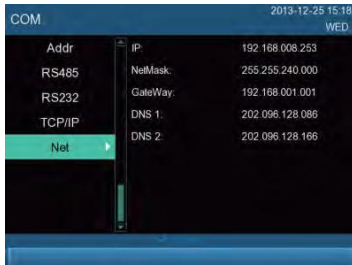 COM
2013-12-25 15:18
WED
Addr
RS485
RS232
TCP/IP
Net
IP: 192.168.008.253
NetMask: 255.255.240.000
GateWay: 192.168.001.001
DNS 1: 202.096.128.086
DNS 2: 202.096.128.166